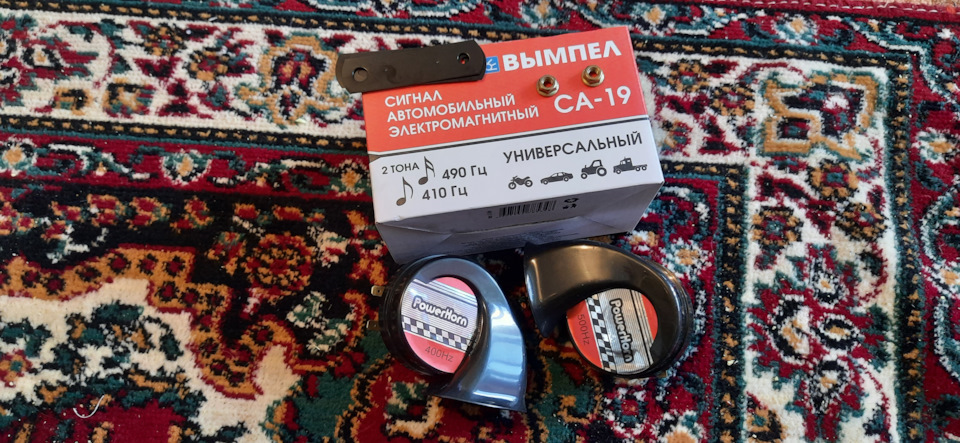 ВЫМПЕЛ
СИГНАЛ
АВТОМОБИЛЬНЫЙ
ЭЛЕКТРОМАГНИТНЫЙ
СА-19
2 ТОНА
490 Гц
410 Гц
УНИВЕРСАЛЬНЫЙ
PowerHorn
400Hz
PowerHorn
500Hz